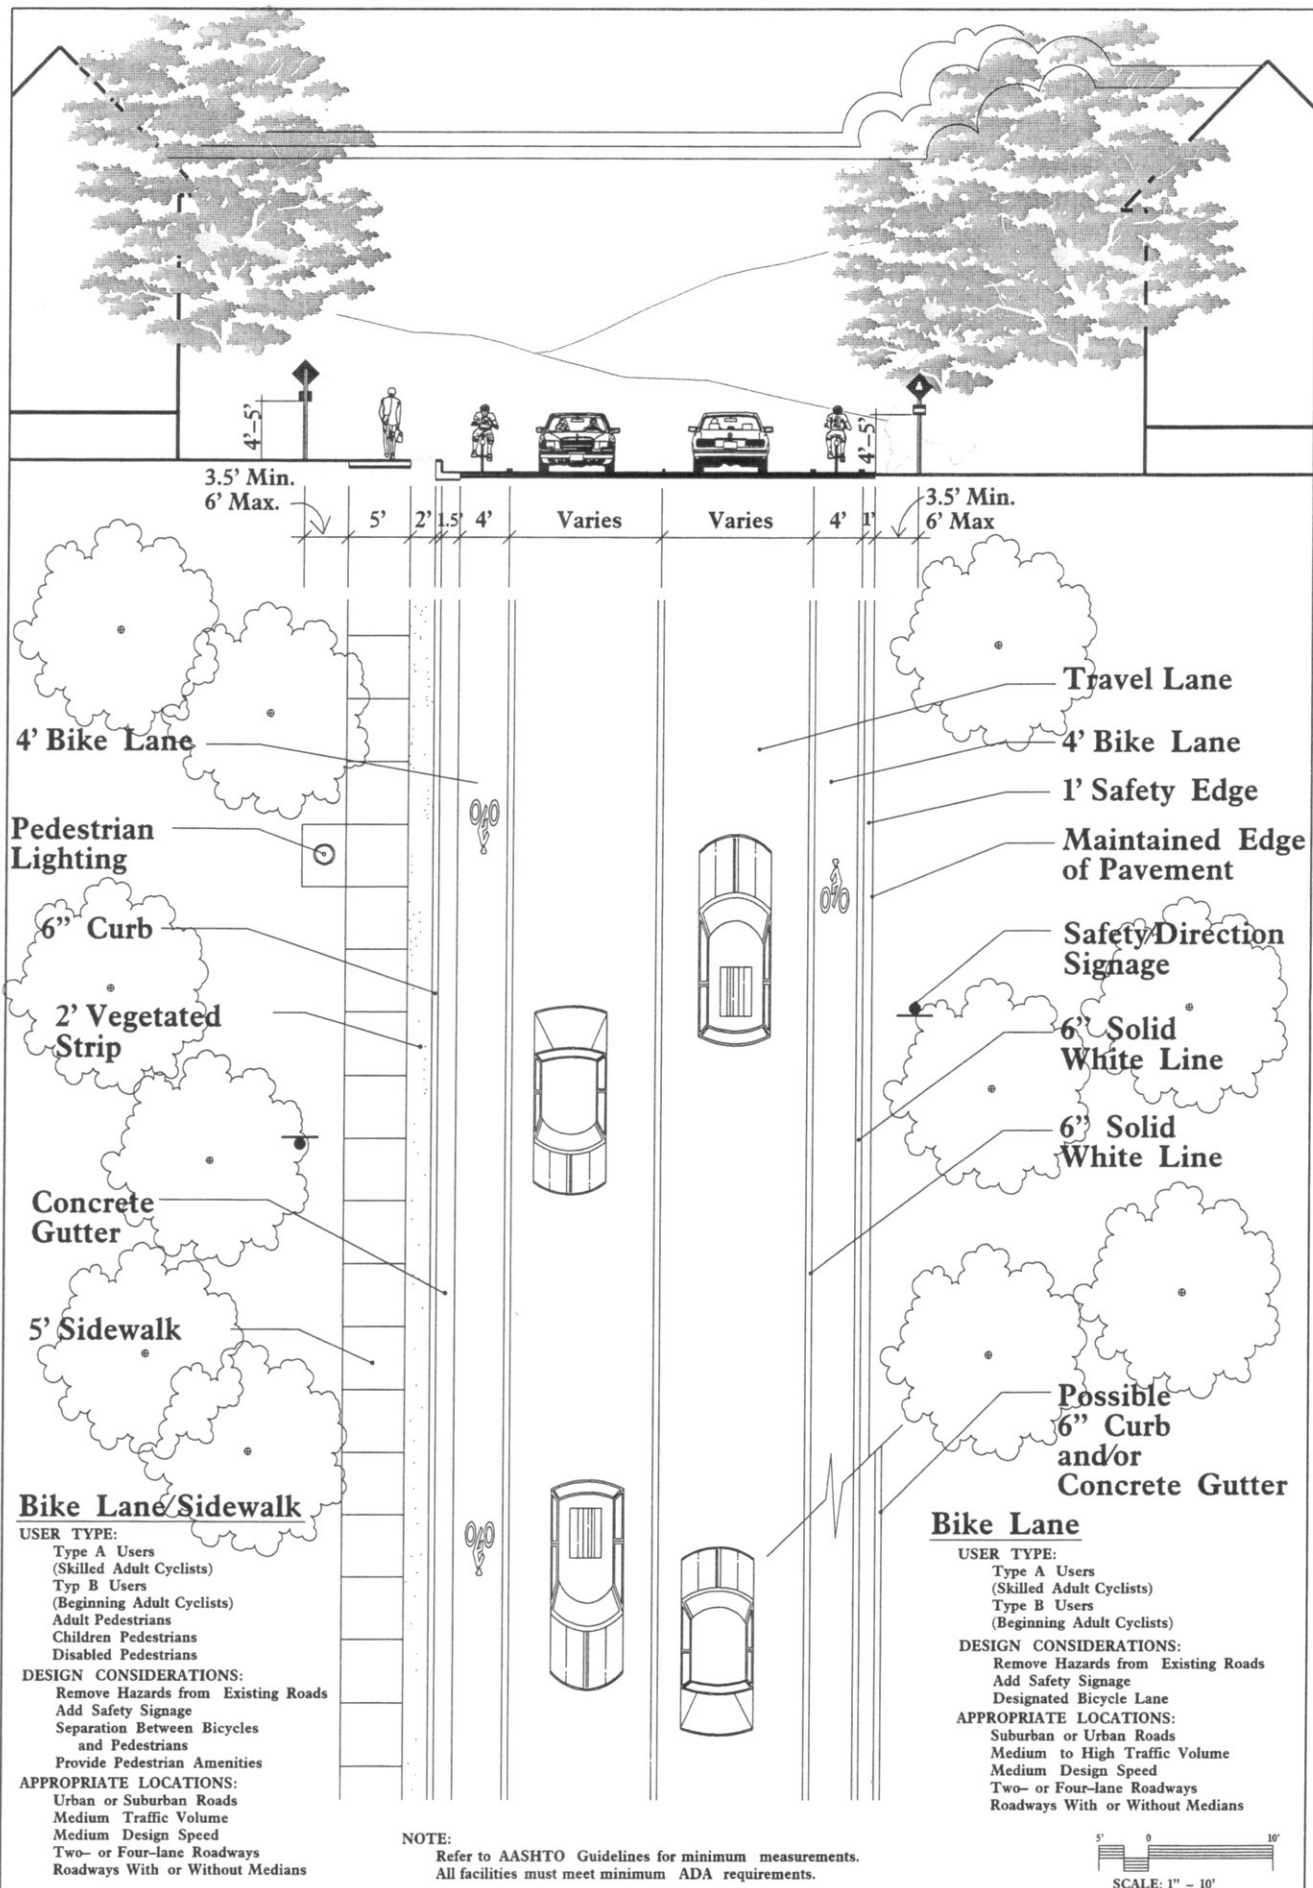 4'-5'
4'-5'
3.5' Min.
6' Max.
5'
2'
1.5'
4'
Varies
Varies
4'
1'
3.5' Min.
6' Max
4' Bike Lane
Pedestrian
Lighting
6" Curb
2' Vegetated
Strip
Concrete
Gutter
5' Sidewalk
Travel Lane
4' Bike Lane
1' Safety Edge
Maintained Edge
of Pavement
Safety/Direction
Signage
6" Solid
White Line
6" Solid
White Line
Possible
6" Curb
and/or
Concrete Gutter
Bike Lane/Sidewalk
USER TYPE:
Type A Users
(Skilled Adult Cyclists)
Typ B Users
(Beginning Adult Cyclists)
Adult Pedestrians
Children Pedestrians
Disabled Pedestrians
DESIGN CONSIDERATIONS:
Remove Hazards from Existing Roads
Add Safety Signage
Separation Between Bicycles
and Pedestrians
Provide Pedestrian Amenities
APPROPRIATE LOCATIONS:
Urban or Suburban Roads
Medium Traffic Volume
Medium Design Speed
Two- or Four-lane Roadways
Roadways With or Without Medians
NOTE:
Refer to AASHTO Guidelines for minimum measurements.
All facilities must meet minimum ADA requirements.
Bike Lane
USER TYPE:
Type A Users
(Skilled Adult Cyclists)
Type B Users
(Beginning Adult Cyclists)
DESIGN CONSIDERATIONS:
Remove Hazards from Existing Roads
Add Safety Signage
Designated Bicycle Lane
APPROPRIATE LOCATIONS:
Suburban or Urban Roads
Medium to High Traffic Volume
Medium Design Speed
Two- or Four-lane Roadways
Roadways With or Without Medians
5' 0 10'
SCALE: 1" - 10'